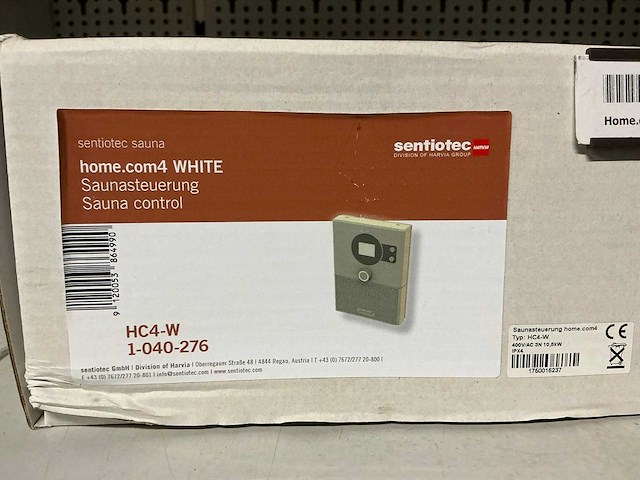 sentiotec sauna
home.com4 WHITE
Saunasteuerung
Sauna control
sentiotec HARVIA
DIVISION OF HARVIA GROUP
9 120053 864990
HC4-W
1-040-276
sentiotec GmbH I Division of Harvia I Oberregauer Straße 48 I 4844 Regau, Austria I T +43 (0) 7672/277 20-800 I
F +43 (0) 7672/277 20-801 I info@sentiotec.com I www.sentiotec.com
Home.
Saunasteuerung home.com4
Typ: HC4-W
400V/AC 3N 10,5kW
IPX4
CE
1750016237